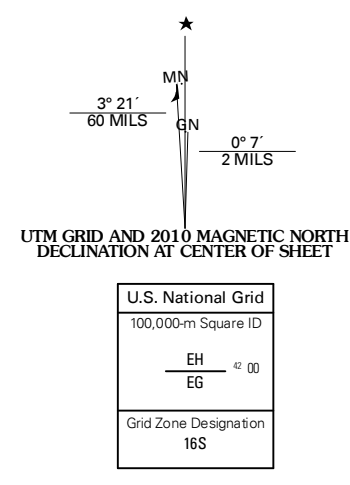 MN
3° 21´
60 MILS
GN
0° 7´
2 MILS
UTM GRID AND 2010 MAGNETIC NORTH
DECLINATION AT CENTER OF SHEET
U.S. National Grid
100,000-m Square ID
EH
42 00
EG
Grid Zone Designation
16S